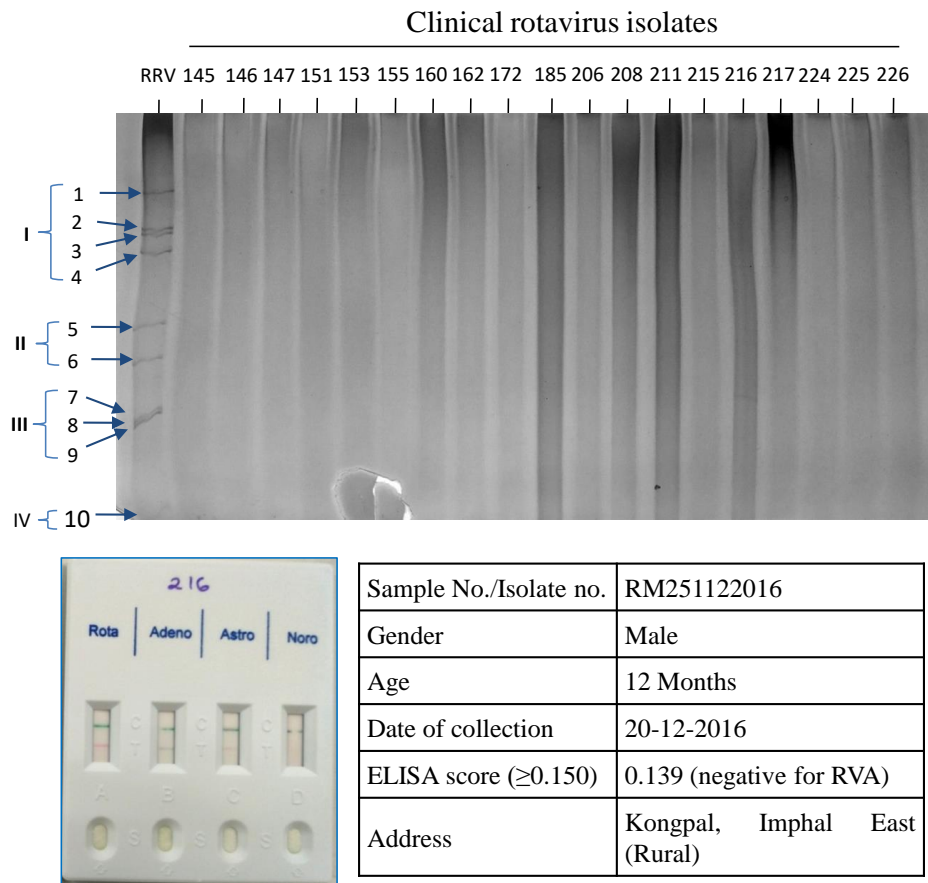 Clinical rotavirus isolates
RRV 145 146 147 151 153 155 160 162 172 185 206 208 211 215 216 217 224 225 226
1
2
I
3
4
5
II
6
7
III 8
9
IV 10
216
Rota Adeno Astro Noro
C C C
T T T
A B C D
S S S
Sample No./Isolate no. RM251122016
Gender Male
Age 12 Months
Date of collection 20-12-2016
ELISA score (≥0.150) 0.139 (negative for RVA)
Address Kongpal, Imphal East
(Rural)